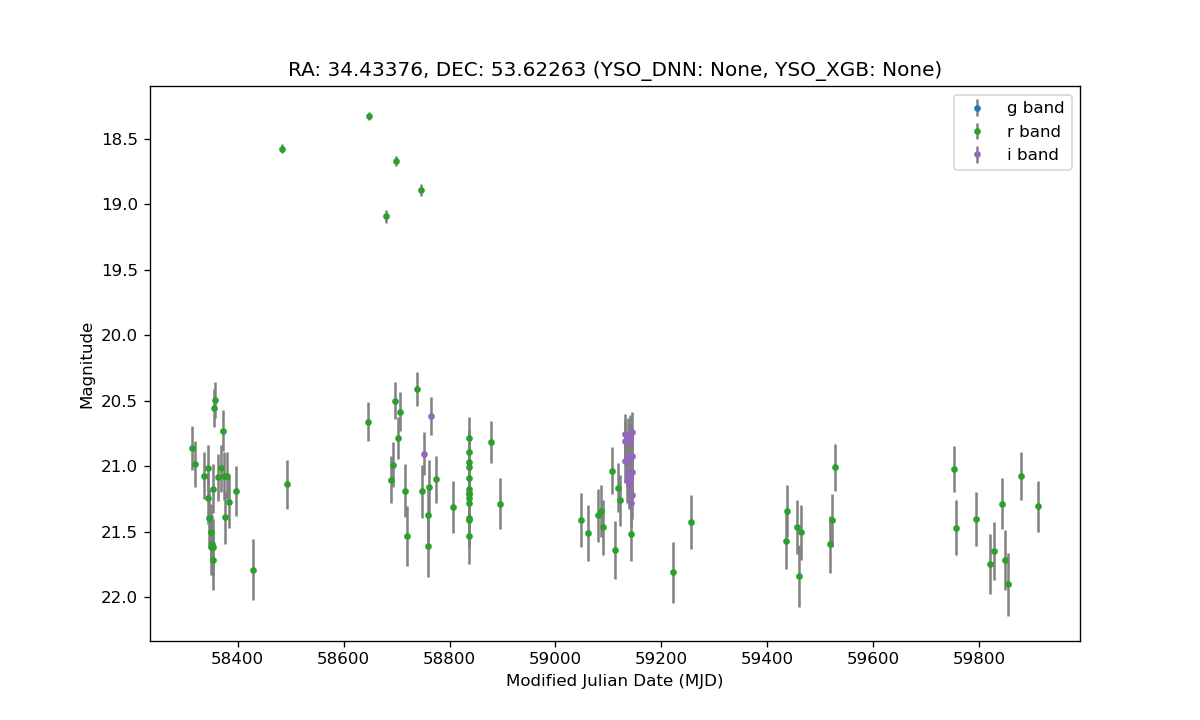 RA: 34.43376, DEC: 53.62263 (YSO_DNN: None, YSO_XGB: None)
g band
r band
i band
18.5
19.0
19.5
20.0
20.5
21.0
21.5
22.0
Magnitude
58400 58600 58800 59000 59200 59400 59600 59800
Modified Julian Date (MJD)